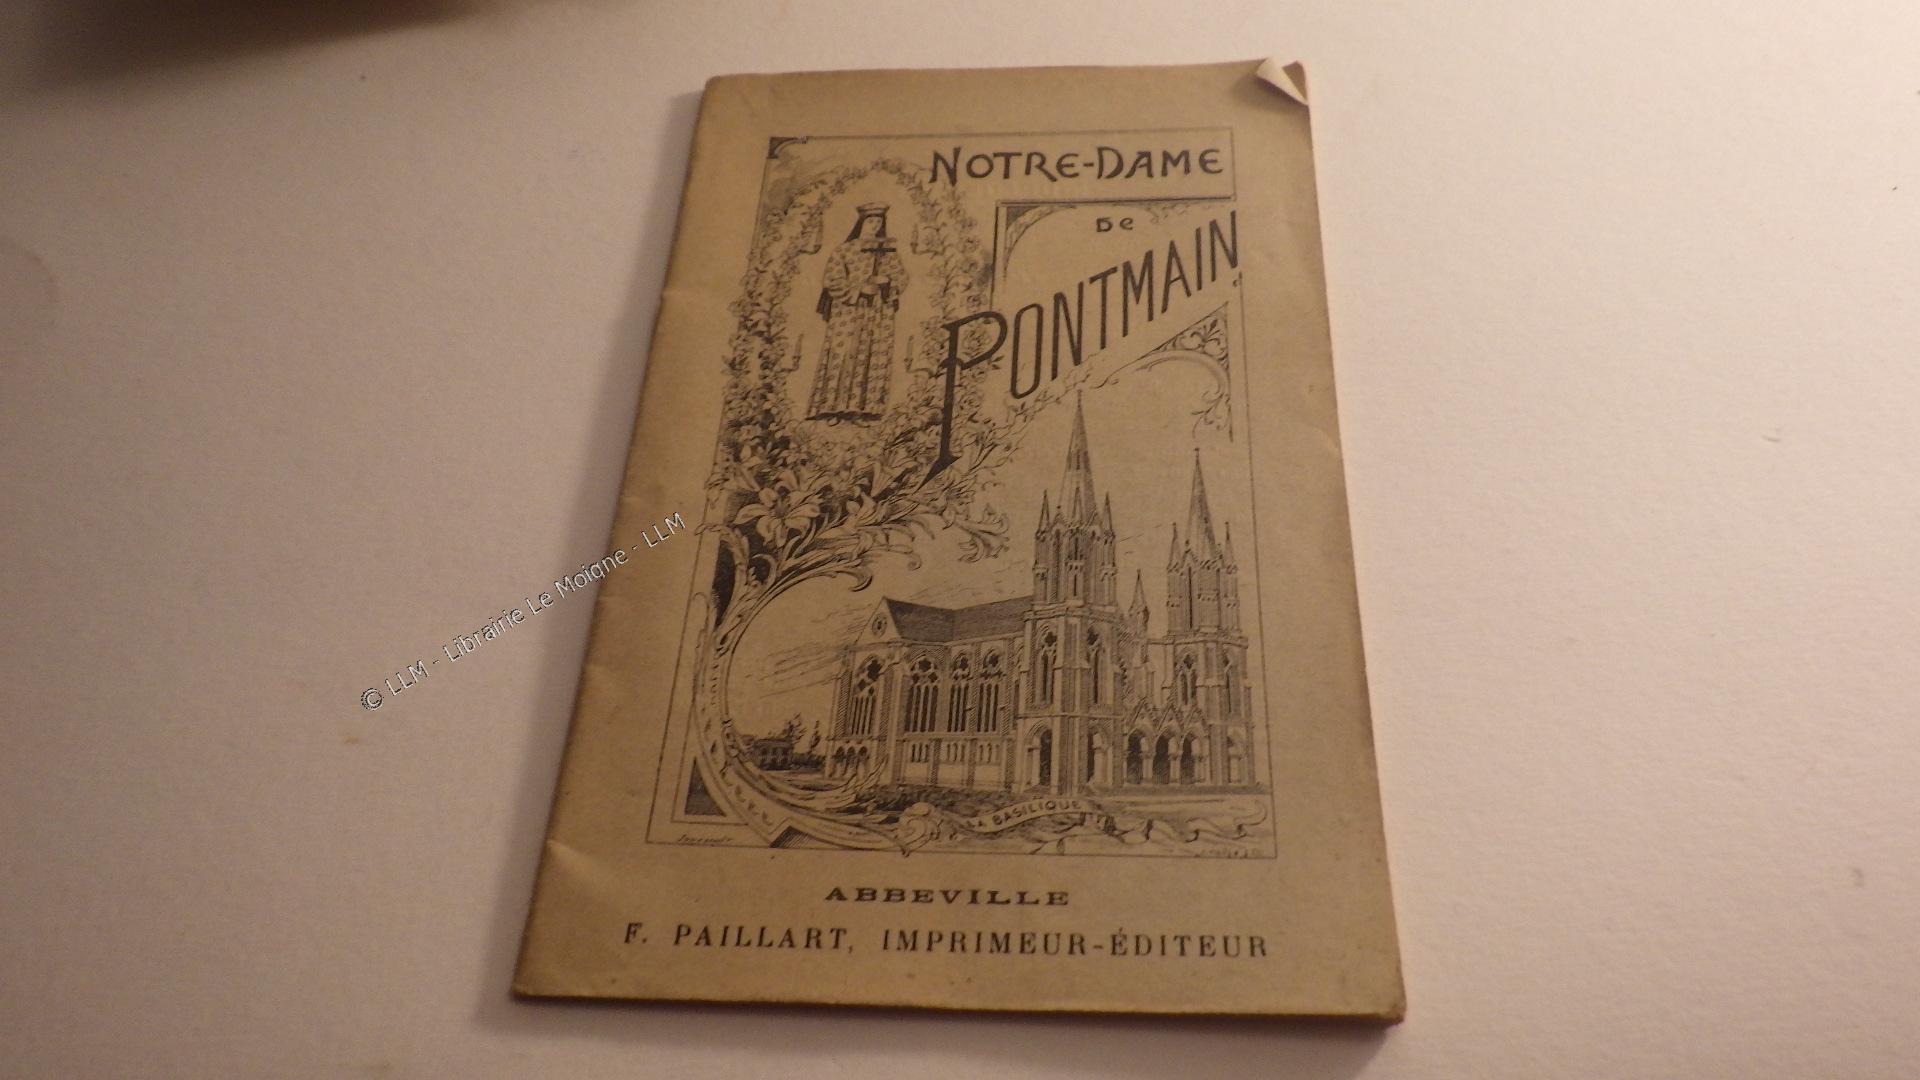 NOTRE-DAME
DE
PONTMAIN
© LLM - Librairie Le Moigne - LLM
LA BASILIQUE
ABBEVILLE
F. PAILLART, IMPRIMEUR-ÉDITEUR